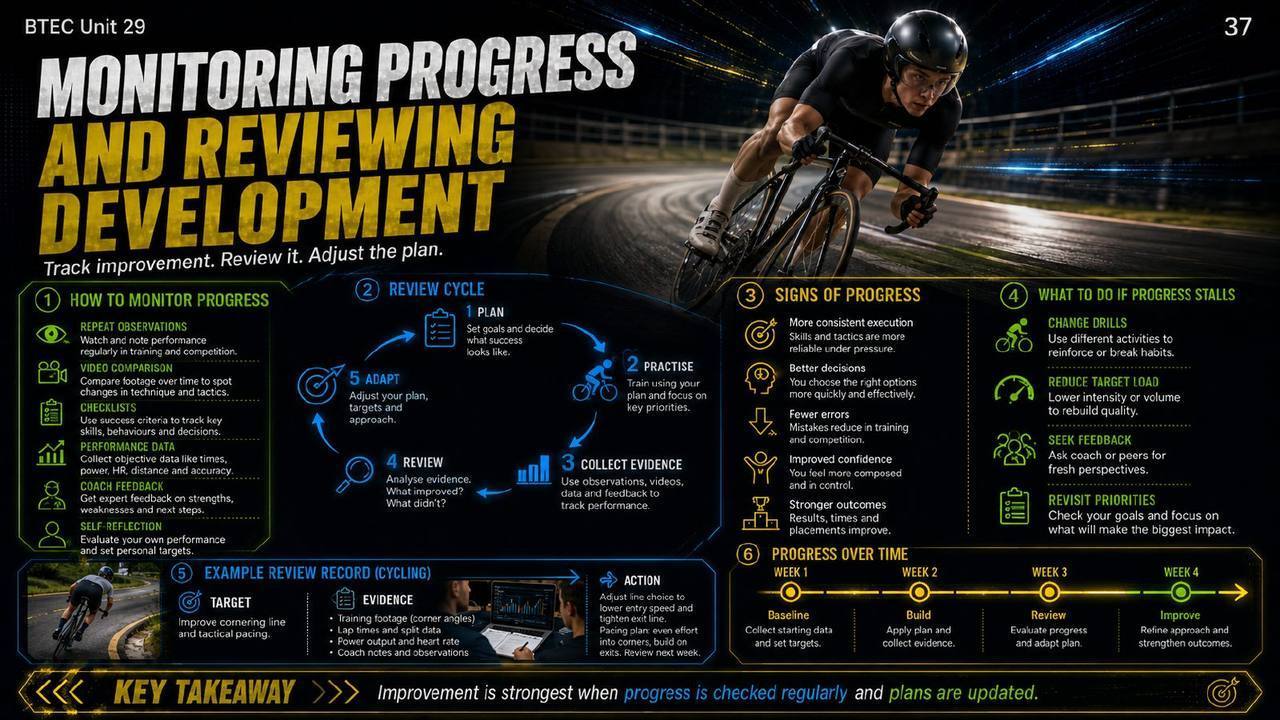 BTEC Unit 29
37
MONITORING PROGRESS
AND REVIEWING
DEVELOPMENT
Track improvement. Review it. Adjust the plan.
1 HOW TO MONITOR PROGRESS
REPEAT OBSERVATIONS
Watch and note performance
regularly in training and competition.
VIDEO COMPARISON
Compare footage over time to spot
changes in technique and tactics.
CHECKLISTS
Use success criteria to track key
skills, behaviours and decisions.
PERFORMANCE DATA
Collect objective data like times,
power, HR, distance and accuracy.
COACH FEEDBACK
Get expert feedback on strengths,
weaknesses and next steps.
SELF-REFLECTION
Evaluate your own performance
and set personal targets.
2 REVIEW CYCLE
1 PLAN
Set goals and decide
what success
looks like.
2 PRACTISE
Train using your
plan and focus on
key priorities.
3 COLLECT EVIDENCE
Use observations, videos,
data and feedback to
track performance.
4 REVIEW
Analyse evidence.
What improved?
What didn't?
5 ADAPT
Adjust your plan,
targets and
approach.
3 SIGNS OF PROGRESS
More consistent execution
Skills and tactics are more
reliable under pressure.
Better decisions
You choose the right options
more quickly and effectively.
Fewer errors
Mistakes reduce in training
and competition.
Improved confidence
You feel more composed
and in control.
Stronger outcomes
Results, times and
placements improve.
4 WHAT TO DO IF PROGRESS STALLS
CHANGE DRILLS
Use different activities to
reinforce or break habits.
REDUCE TARGET LOAD
Lower intensity or volume
to rebuild quality.
SEEK FEEDBACK
Ask coach or peers for
fresh perspectives.
REVISIT PRIORITIES
Check your goals and focus on
what will make the biggest impact.
5 EXAMPLE REVIEW RECORD (CYCLING)
TARGET
Improve cornering line
and tactical pacing.
EVIDENCE
• Training footage (corner angles)
• Lap times and split data
• Power output and heart rate
• Coach notes and observations
ACTION
Adjust line choice to
lower entry speed and
tighten exit line.
Pacing plan: even effort
into corners, build on
exits. Review next week.
6 PROGRESS OVER TIME
WEEK 1
Baseline
Collect starting data
and set targets.
WEEK 2
Build
Apply plan and
collect evidence.
WEEK 3
Review
Evaluate progress
and adapt plan.
WEEK 4
Improve
Refine approach and
strengthen outcomes.
KEY TAKEAWAY
Improvement is strongest when progress is checked regularly and plans are updated.